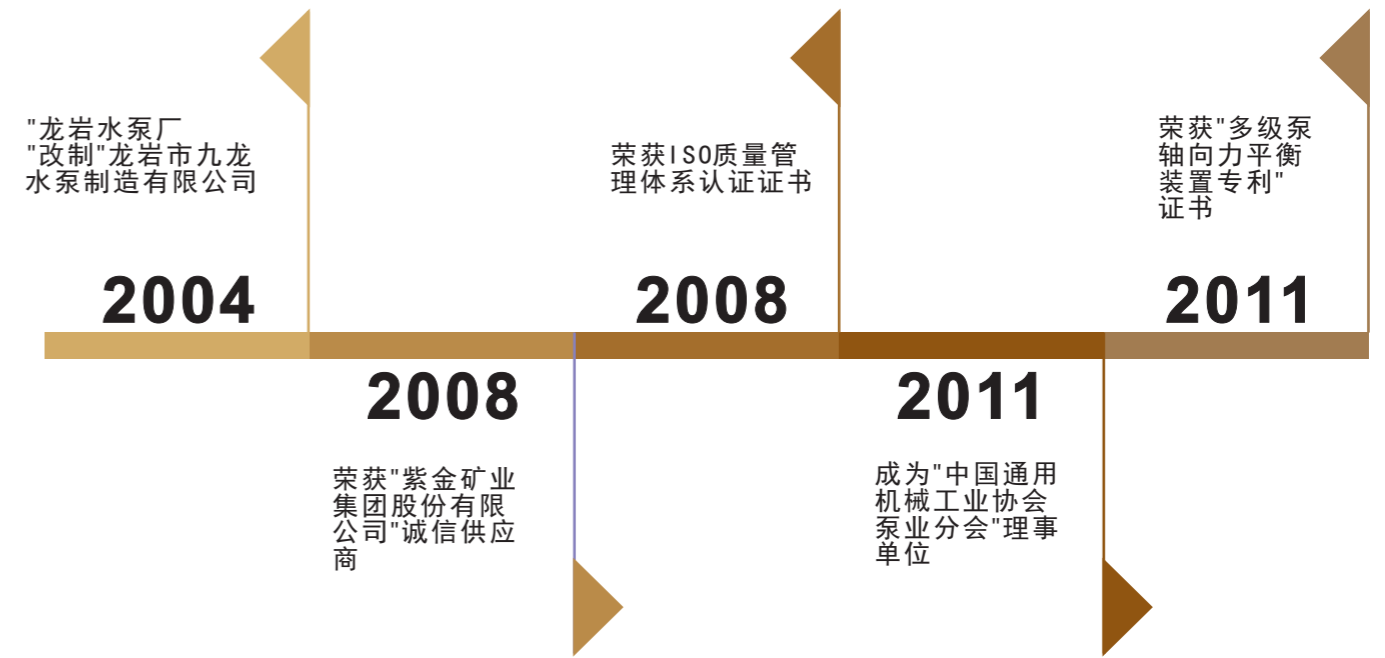 "龙岩水泵厂
"改制"龙岩市九龙
水泵制造有限公司
2004
2008
荣获"紫金矿业
集团股份有限
公司"诚信供应
商
荣获ISO质量管
理体系认证证书
2008
2011
成为"中国通用
机械工业协会
泵业分会"理事
单位
荣获"多级泵
轴向力平衡
装置专利"
证书
2011